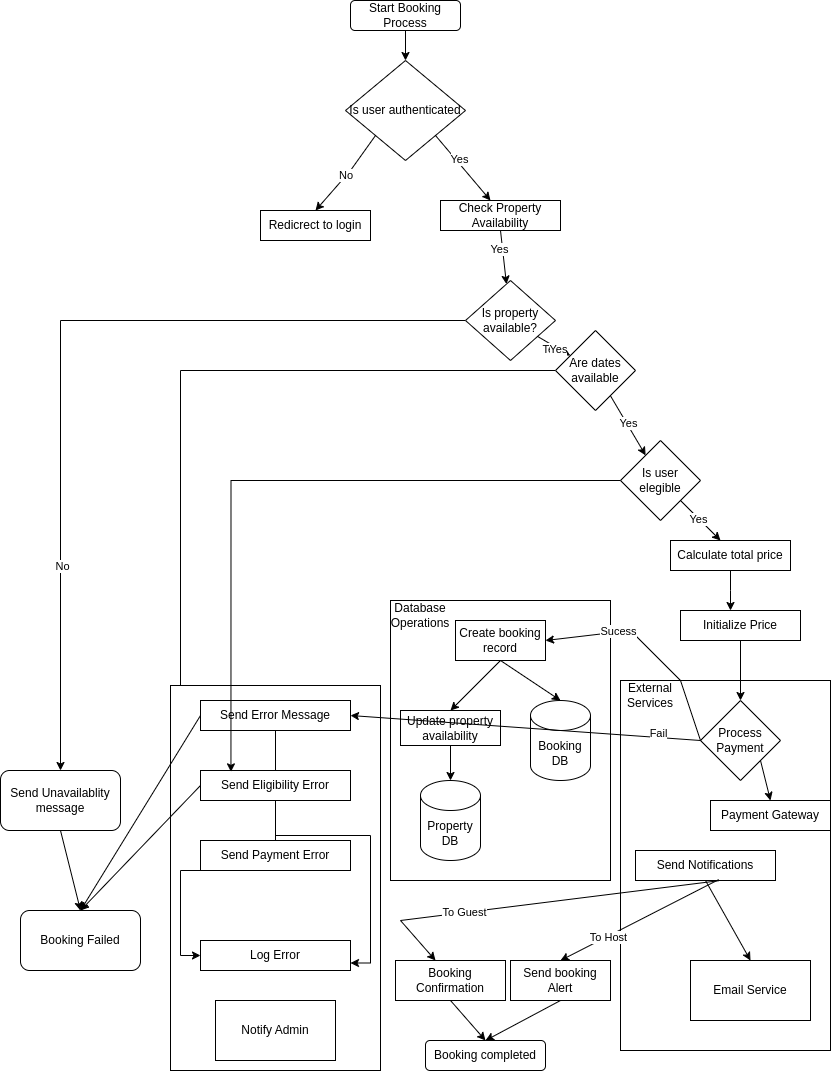 Start Booking
Process
Is user authenticated
No
Yes
Redicrect to login
Check Property
Availability
Yes
Is property
available?
Yes
Are dates
available
Yes
Is user
elegible
Yes
Calculate total price
No
Initialize Price
Database
Operations
Create booking
record
Sucess
External
Services
Send Error Message
Update property
availability
Booking
DB
Fail
Process
Payment
Send Unavailablity
message
Send Eligibility Error
Property
DB
Payment Gateway
Send Payment Error
Send Notifications
Booking Failed
To Guest
To Host
Log Error
Booking
Confirmation
Send booking
Alert
Email Service
Notify Admin
Booking completed